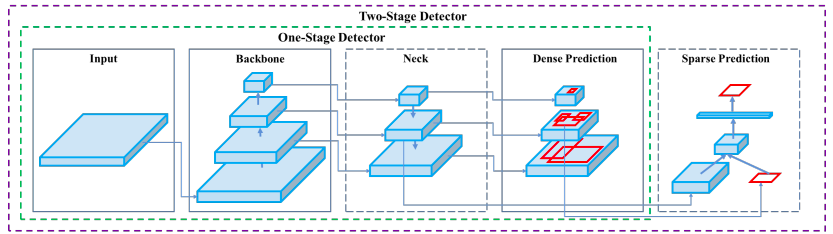 Two-Stage Detector
One-Stage Detector
Input
Backbone
Neck
Dense Prediction
Sparse Prediction